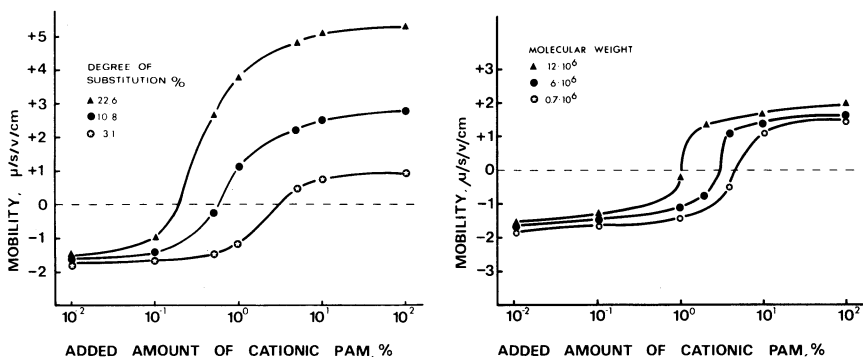 +5
+4
+3
+2
+1
0
−1
−2
MOBILITY, μ/s/v/cm
DEGREE OF
SUBSTITUTION %
▲ 22.6
● 10.8
○ 3.1
10⁻² 10⁻¹ 10⁰ 10¹ 10²
ADDED AMOUNT OF CATIONIC PAM, %
+3
+2
+1
0
−1
−2
−3
MOBILITY, μ/s/v/cm
MOLECULAR WEIGHT
▲ 12·10⁶
● 6·10⁶
○ 0.7·10⁶
10⁻² 10⁻¹ 10⁰ 10¹ 10²
ADDED AMOUNT OF CATIONIC PAM, %